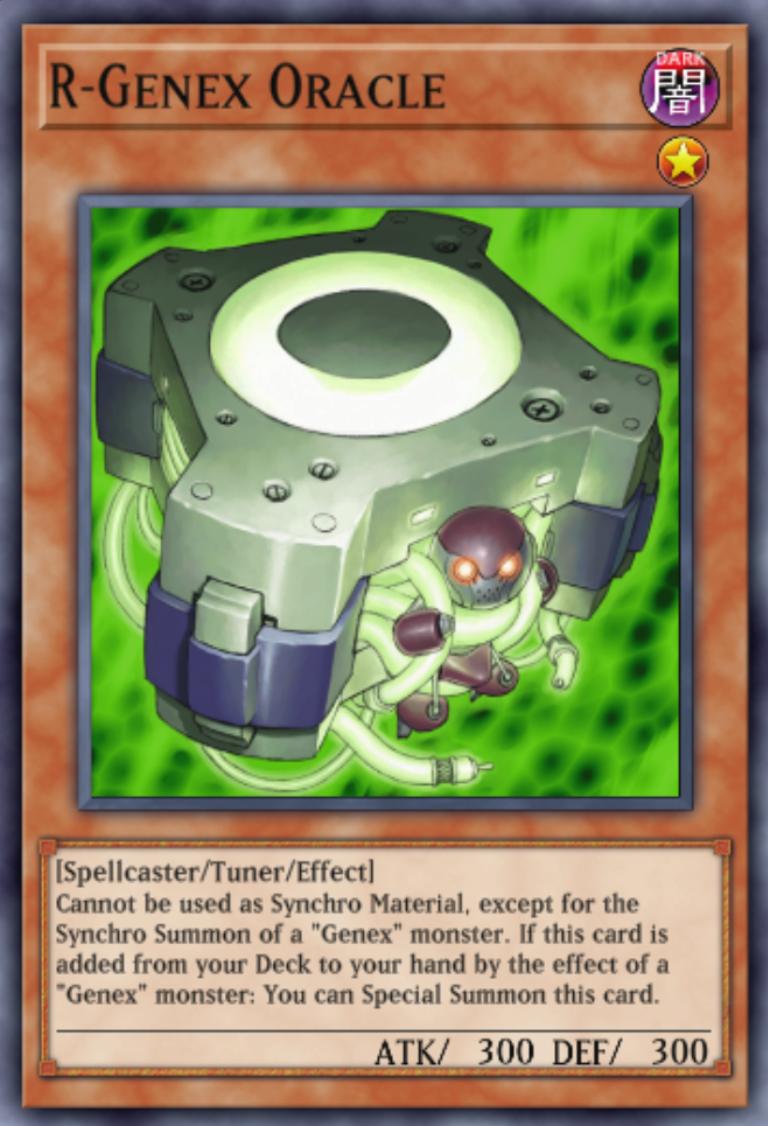 R-Genex Oracle
DARK
闇
[Spellcaster/Tuner/Effect]
Cannot be used as Synchro Material, except for the
Synchro Summon of a "Genex" monster. If this card is
added from your Deck to your hand by the effect of a
"Genex" monster: You can Special Summon this card.
ATK/ 300 DEF/ 300